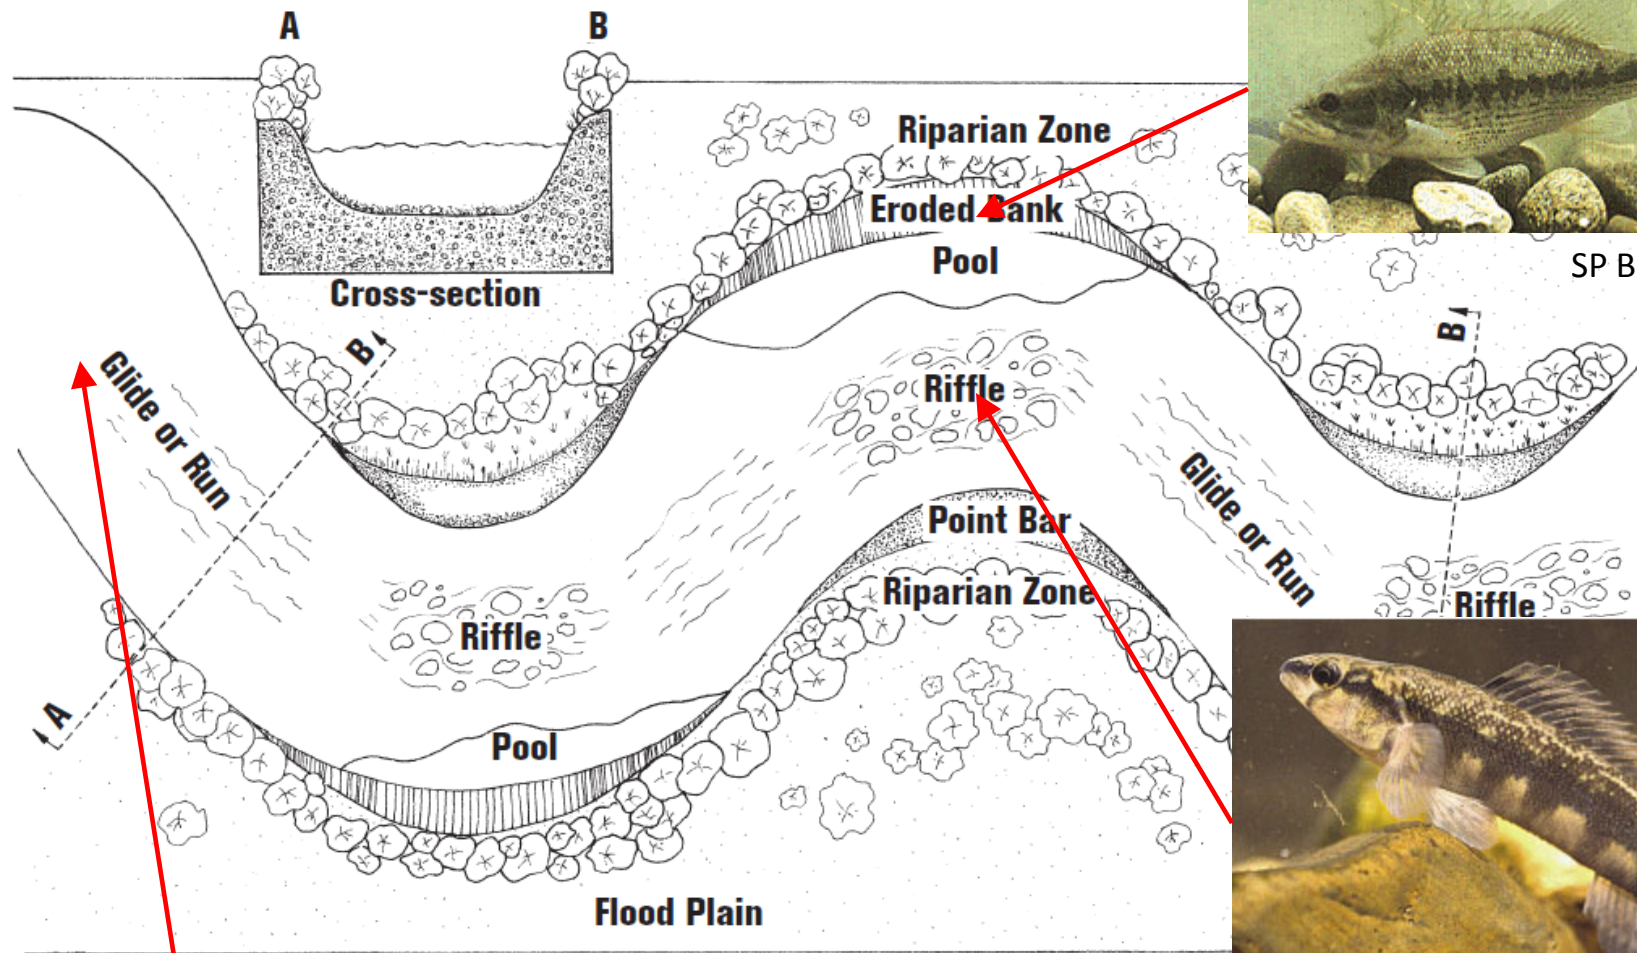 A
B
Riparian Zone
Eroded Bank
Pool
Cross-section
SP B
B
B
Glide or Run
Riffle
Glide or Run
Point Bar
Riparian Zone
Riffle
Riffle
A
Pool
Flood Plain